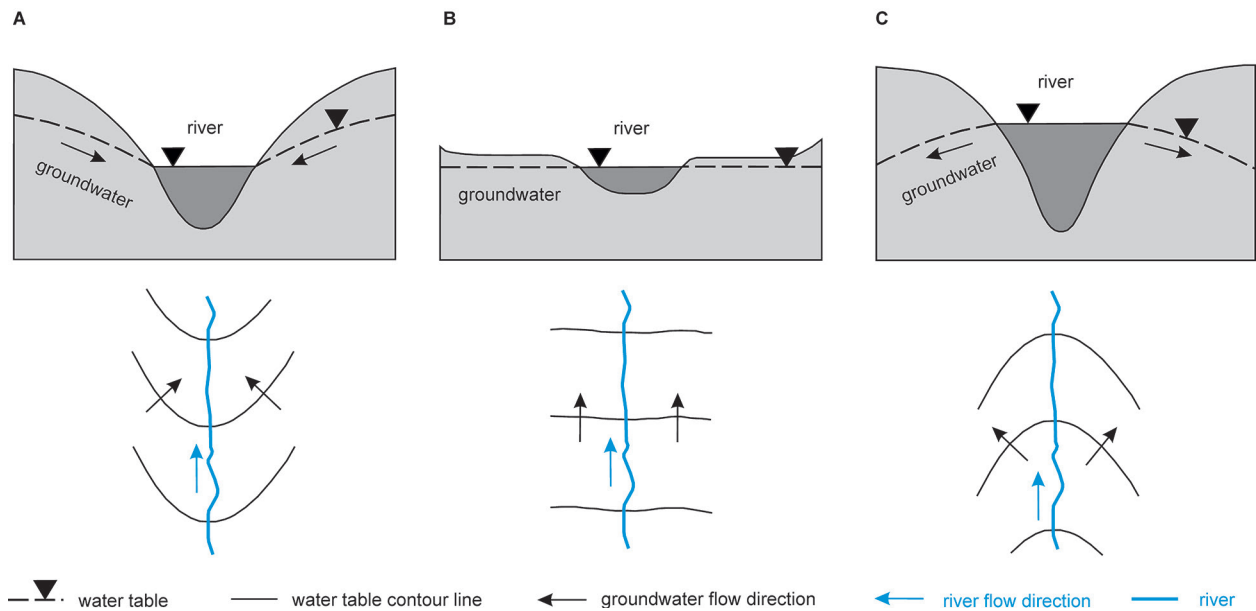 A
B
C
river
groundwater
river
groundwater
river
groundwater
water table
water table contour line
groundwater flow direction
river flow direction
river